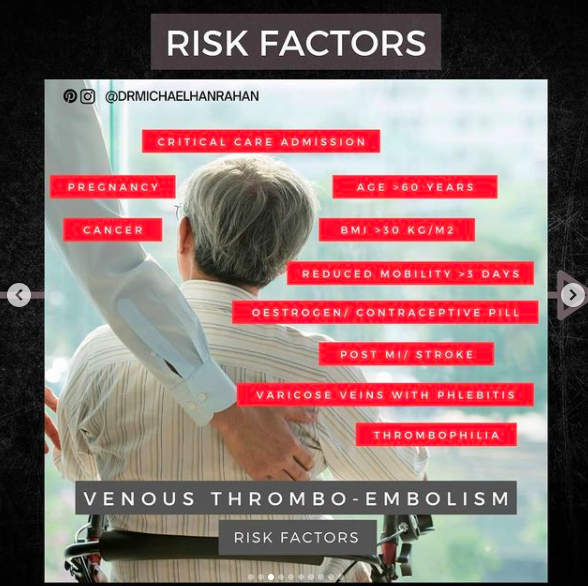 RISK FACTORS
@DRMICHAELHANRAHAN
CRITICAL CARE ADMISSION
PREGNANCY
AGE >60 YEARS
CANCER
BMI >30 KG/M2
REDUCED MOBILITY >3 DAYS
OESTROGEN/ CONTRACEPTIVE PILL
POST MI/ STROKE
VARICOSE VEINS WITH PHLEBITIS
THROMBOPHILIA
VENOUS THROMBO-EMBOLISM
RISK FACTORS